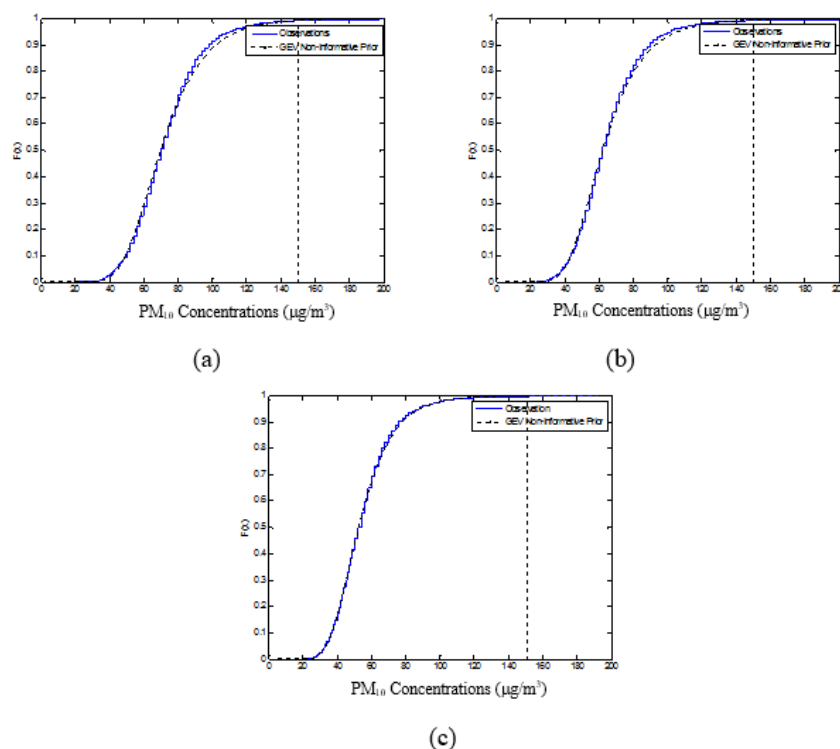 1
0.9
0.8
0.7
0.6
0.5
0.4
0.3
0.2
0.1
0
F(x)
Observations
GEV Non-informative Prior
0 20 40 60 80 100 120 140 160 180 200
PM₁₀ Concentrations (μg/m³)
(a)
1
0.9
0.8
0.7
0.6
0.5
0.4
0.3
0.2
0.1
0
F(x)
Observations
GEV Non-informative Prior
0 20 40 60 80 100 120 140 160 180 200
PM₁₀ Concentrations (μg/m³)
(b)
1
0.9
0.8
0.7
0.6
0.5
0.4
0.3
0.2
0.1
0
F(x)
Observation
GEV Non-informative Prior
0 20 40 60 80 100 120 140 160 180 200
PM₁₀ Concentrations (μg/m³)
(c)